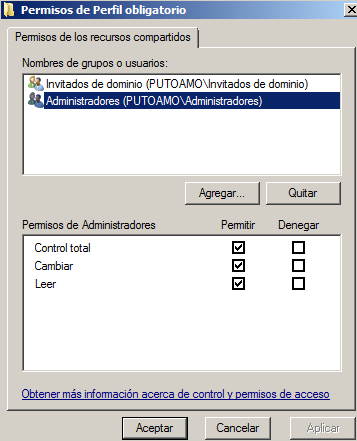 Permisos de Perfil obligatorio
Permisos de los recursos compartidos
Nombres de grupos o usuarios:
Invitados de dominio (PUTOAMO\Invitados de dominio)
Administradores (PUTOAMO\Administradores)
Agregar... Quitar
Permisos de Administradores Permitir Denegar
Control total
Cambiar
Leer
Obtener más información acerca de control y permisos de acceso
Aceptar Cancelar Aplicar